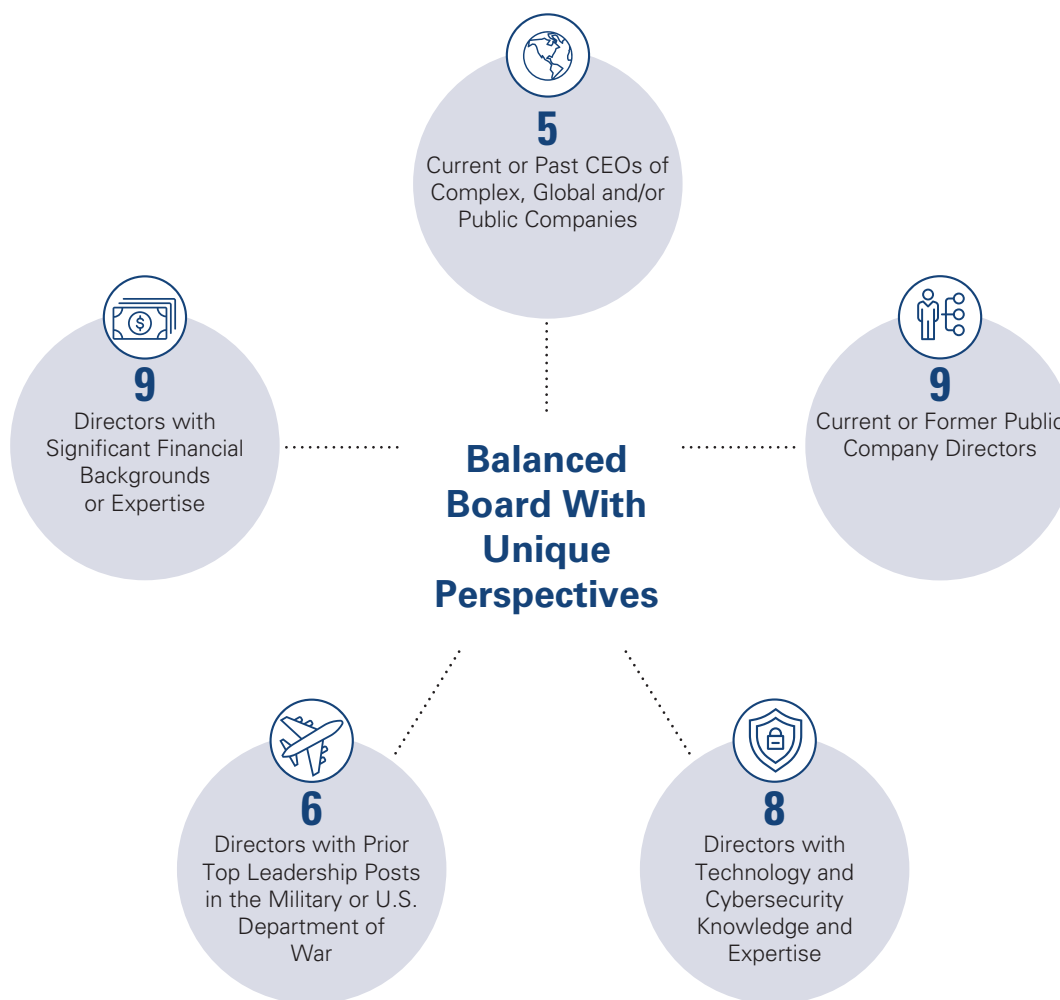 5
Current or Past CEOs of
Complex, Global and/or
Public Companies
$
9
Directors with
Significant Financial
Backgrounds
or Expertise
9
Current or Former Public
Company Directors
Balanced
Board With
Unique
Perspectives
6
Directors with Prior
Top Leadership Posts
in the Military or U.S.
Department of
War
8
Directors with
Technology and
Cybersecurity
Knowledge and
Expertise